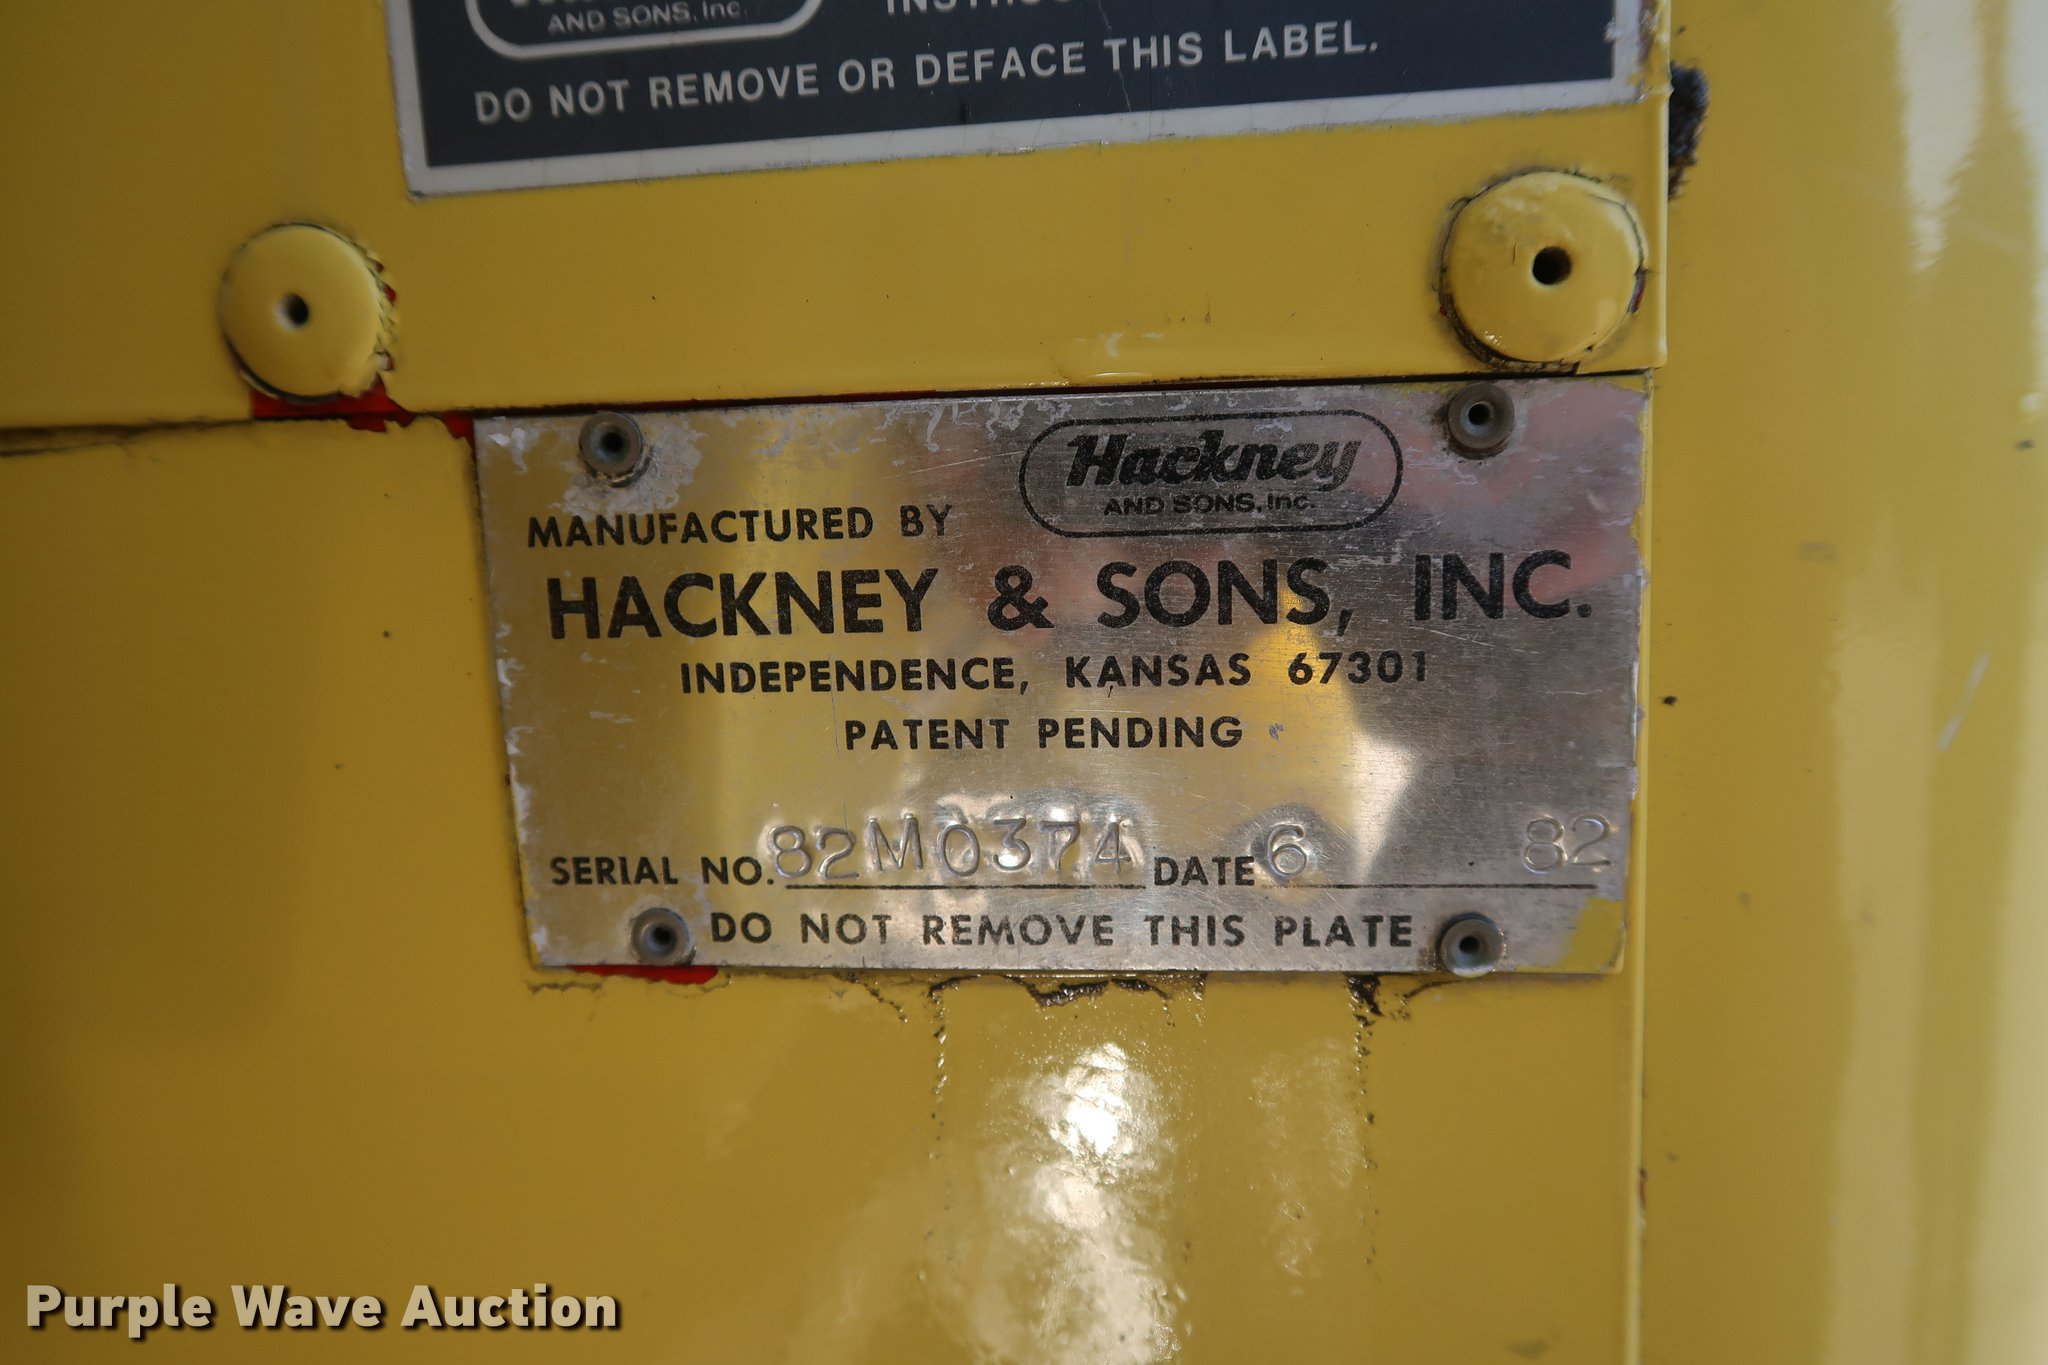 AND SONS, Inc.
DO NOT REMOVE OR DEFACE THIS LABEL.
Hackney
AND SONS, Inc.
MANUFACTURED BY
HACKNEY & SONS, INC.
INDEPENDENCE, KANSAS 67301
PATENT PENDING
SERIAL NO. 82M0374 DATE 6 82
DO NOT REMOVE THIS PLATE
Purple Wave Auction